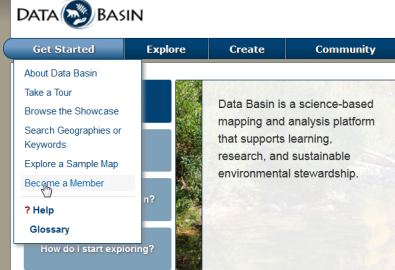 DATA BASIN
Get Started Explore Create Community
About Data Basin
Take a Tour
Browse the Showcase
Search Geographies or
Keywords
Explore a Sample Map
Become a Member
? Help
Glossary
n?
How do I start exploring?
Data Basin is a science-based
mapping and analysis platform
that supports learning,
research, and sustainable
environmental stewardship.